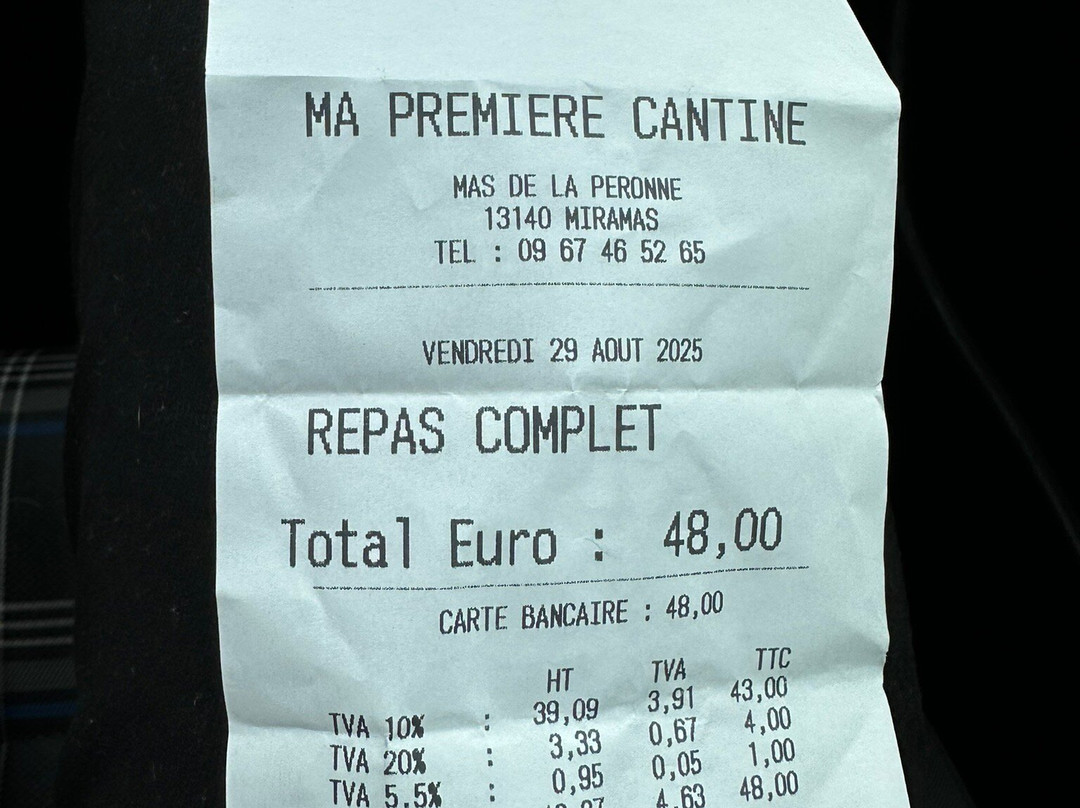 MA PREMIERE CANTINE
MAS DE LA PERONNE
13140 MIRAMAS
TEL : 09 67 46 52 65
VENDREDI 29 AOUT 2025
REPAS COMPLET
Total Euro : 48,00
CARTE BANCAIRE : 48,00
HT TVA TTC
TVA 10% : 39,09 3,91 43,00
TVA 20% : 3,33 0,67 4,00
TVA 5.5% : 0,95 0,05 1,00
4,63 48,00